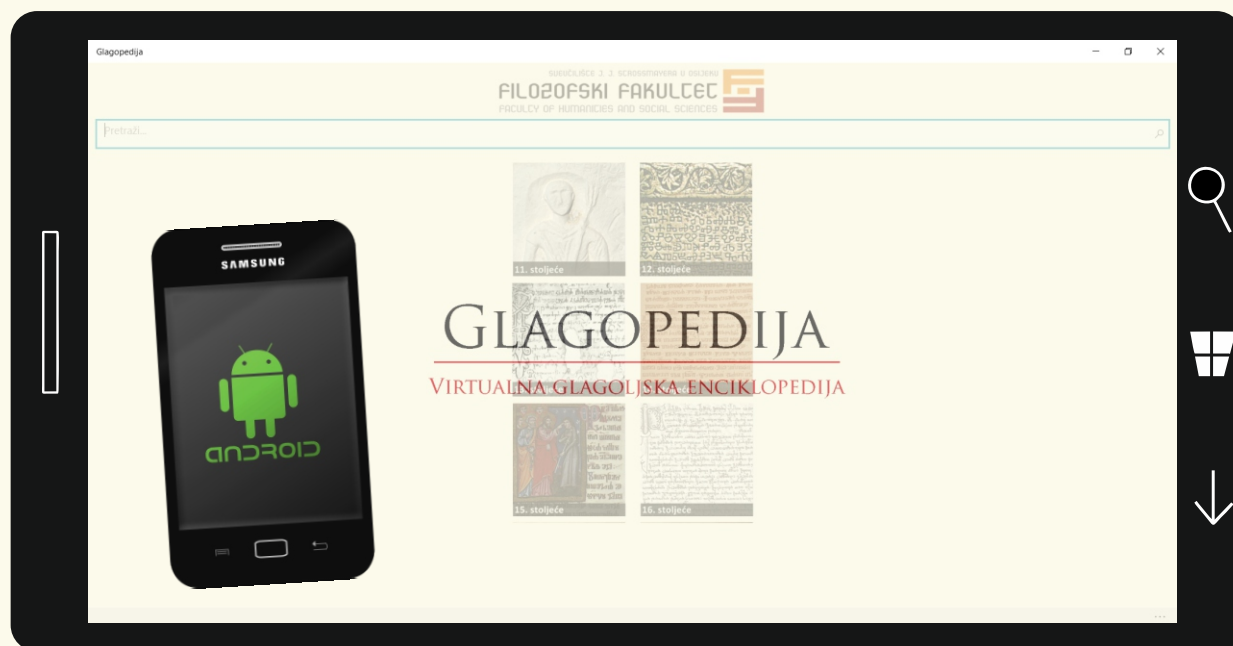 Glagopedija
SVEUČILIŠTE J. J. STROSSMAYERA U OSIJEKU
FILOZOFSKI FAKULTET
FACULTY OF HUMANITIES AND SOCIAL SCIENCES
Pretraži...
SAMSUNG
ANDROID
11. stoljeće
12. stoljeće
GLAGOPEDIJA
VIRTUALNA GLAGOLJSKA ENCIKLOPEDIJA
15. stoljeće
16. stoljeće